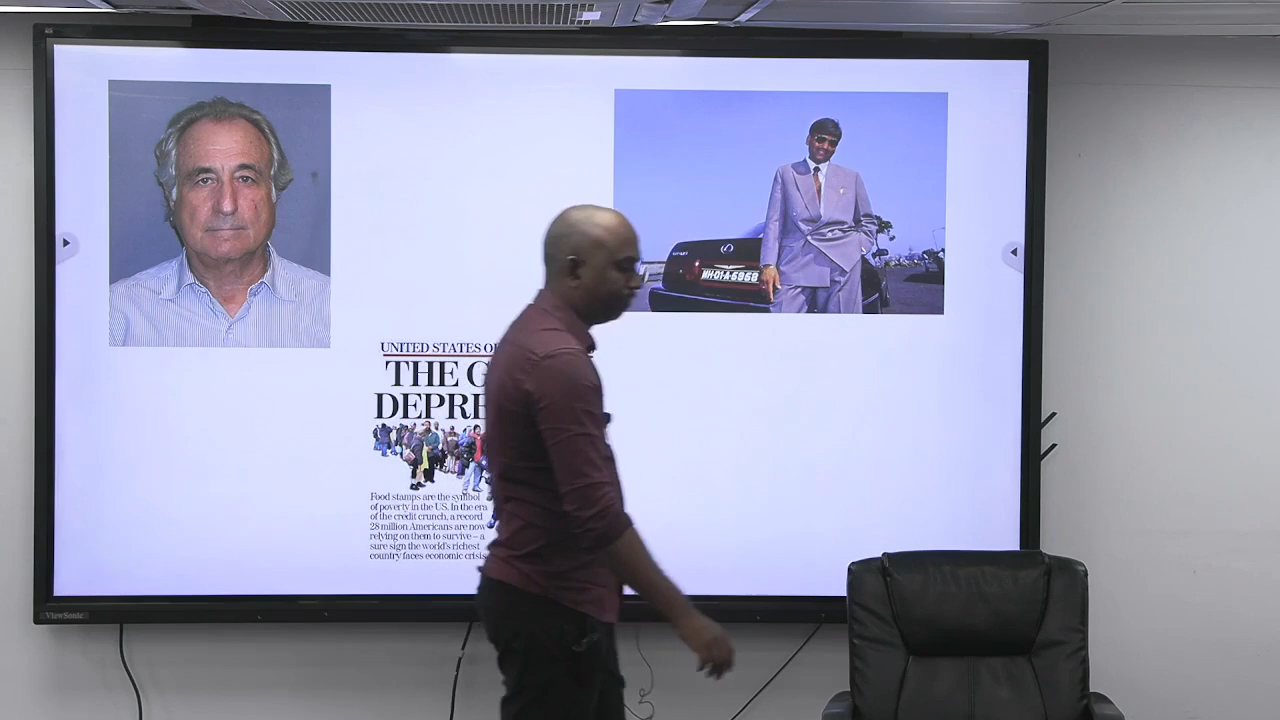 MH-01-A-5858
UNITED STATES
THE
DEPRE
Food stamps are the symbol
of poverty in the US. In the era
of the credit crunch, a record
28 million Americans are now
relying on them to survive – a
sure sign the world's richest
country faces economic crisis
ViewSonic